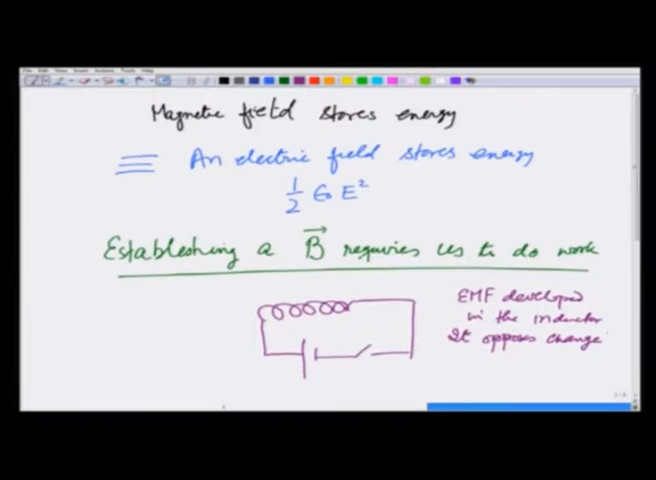 Magnetic field stores energy
≡ An electric field stores energy
1/2 ε₀ E²
Establishing a B⃗ requires us to do work
EMF developed
in the inductor
It opposes change